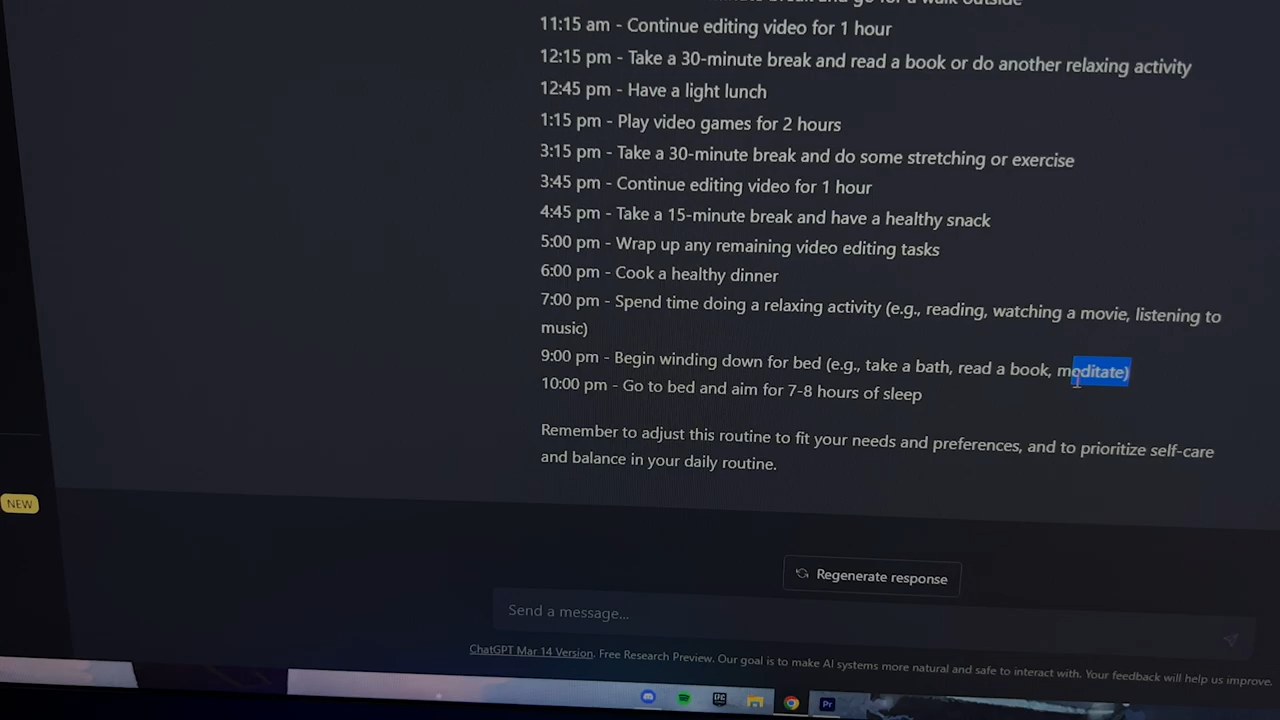 break and go for a walk outside
11:15 am - Continue editing video for 1 hour
12:15 pm - Take a 30-minute break and read a book or do another relaxing activity
12:45 pm - Have a light lunch
1:15 pm - Play video games for 2 hours
3:15 pm - Take a 30-minute break and do some stretching or exercise
3:45 pm - Continue editing video for 1 hour
4:45 pm - Take a 15-minute break and have a healthy snack
5:00 pm - Wrap up any remaining video editing tasks
6:00 pm - Cook a healthy dinner
7:00 pm - Spend time doing a relaxing activity (e.g., reading, watching a movie, listening to
music)
9:00 pm - Begin winding down for bed (e.g., take a bath, read a book, meditate)
10:00 pm - Go to bed and aim for 7-8 hours of sleep
Remember to adjust this routine to fit your needs and preferences, and to prioritize self-care
and balance in your daily routine.
NEW
Regenerate response
Send a message...
ChatGPT Mar 14 Version. Free Research Preview. Our goal is to make AI systems more natural and safe to interact with. Your feedback will help us improve.
Pr